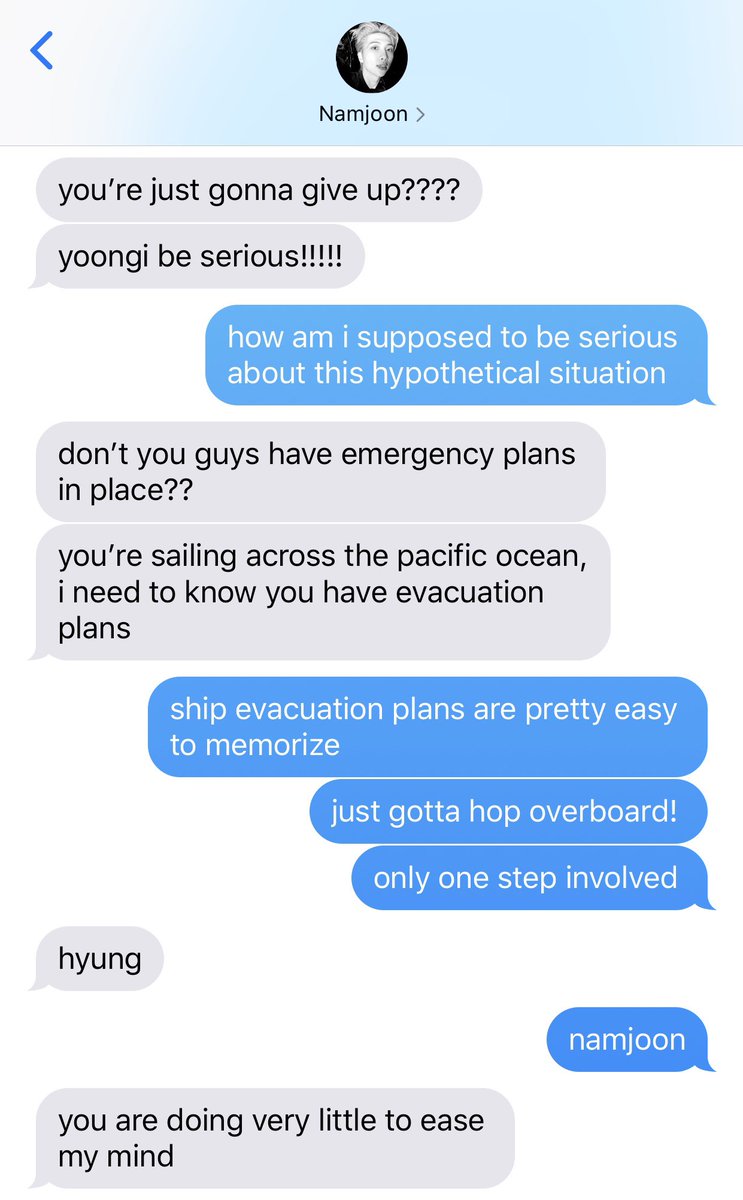 Namjoon
you’re just gonna give up????
yoongi be serious!!!!!
how am i supposed to be serious
about this hypothetical situation
don’t you guys have emergency plans
in place??
you’re sailing across the pacific ocean,
i need to know you have evacuation
plans
ship evacuation plans are pretty easy
to memorize
just gotta hop overboard!
only one step involved
hyung
namjoon
you are doing very little to ease
my mind